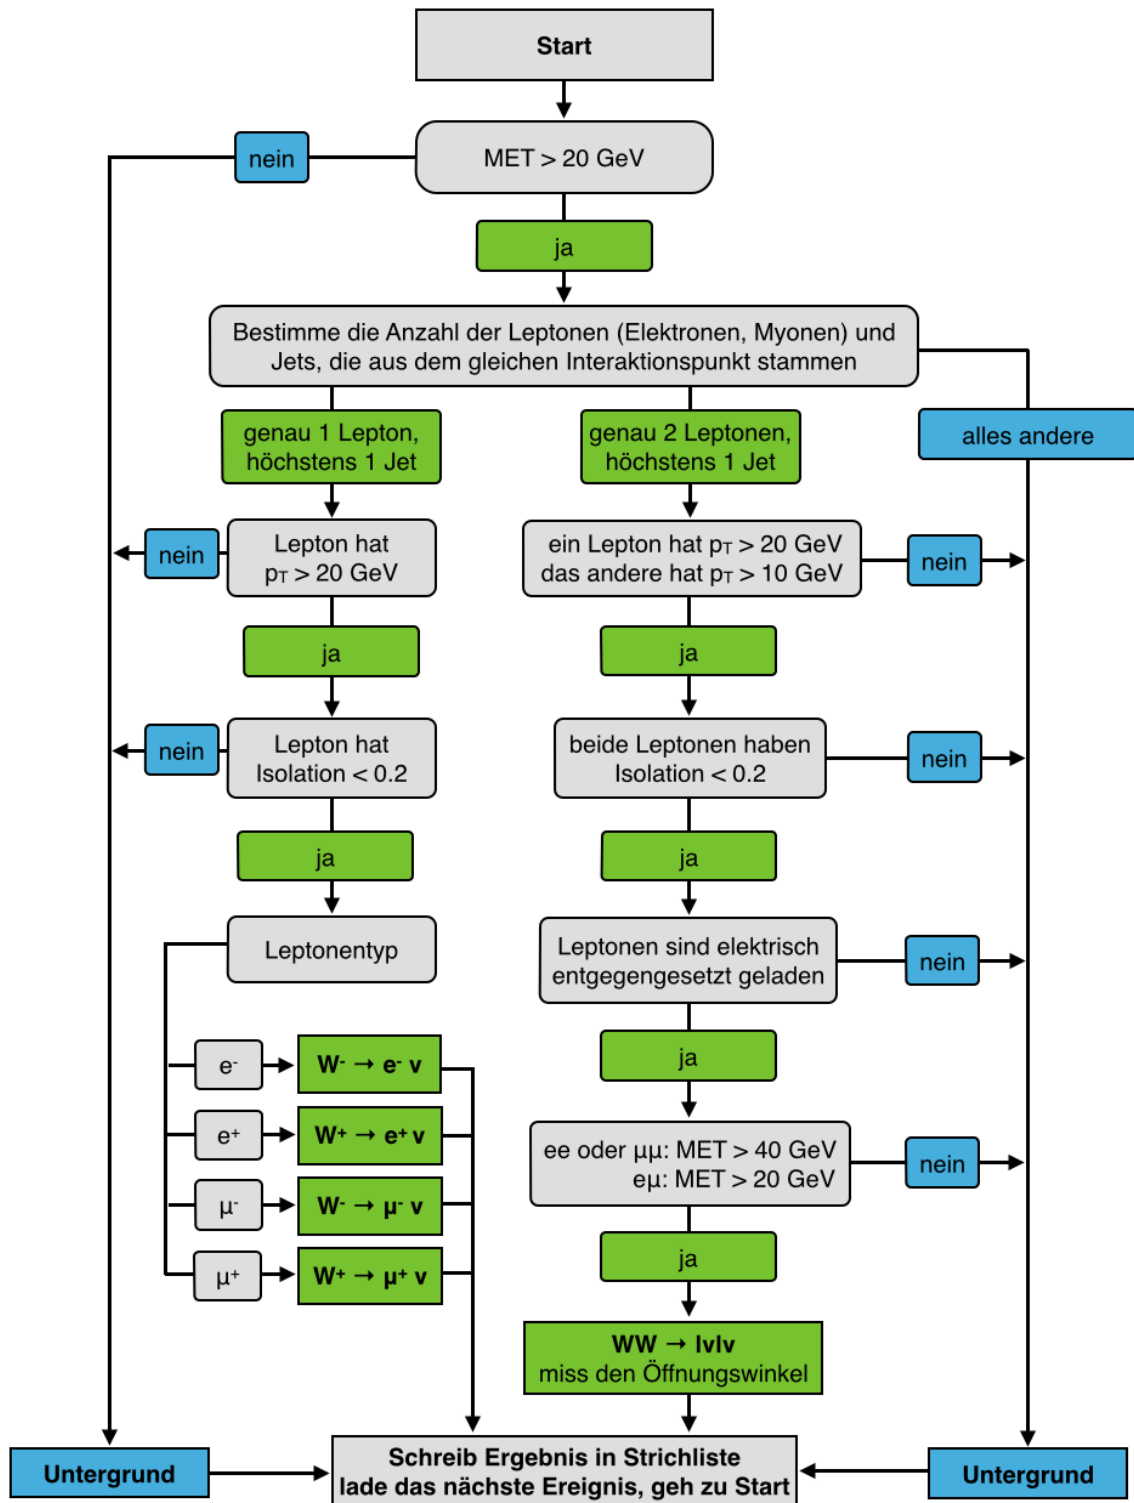 Start
nein
MET > 20 GeV
ja
Bestimme die Anzahl der Leptonen (Elektronen, Myonen) und
Jets, die aus dem gleichen Interaktionspunkt stammen
genau 1 Lepton,
höchstens 1 Jet
genau 2 Leptonen,
höchstens 1 Jet
alles andere
nein
Lepton hat
pT > 20 GeV
ein Lepton hat pT > 20 GeV
das andere hat pT > 10 GeV
nein
ja
ja
nein
Lepton hat
Isolation < 0.2
beide Leptonen haben
Isolation < 0.2
nein
ja
ja
Leptonentyp
Leptonen sind elektrisch
entgegengesetzt geladen
nein
e-
W- → e- ν
ja
e+
W+ → e+ ν
ee oder μμ: MET > 40 GeV
eμ: MET > 20 GeV
nein
μ-
W- → μ- ν
μ+
W+ → μ+ ν
ja
WW → lνlν
miss den Öffnungswinkel
Untergrund
Schreib Ergebnis in Strichliste
lade das nächste Ereignis, geh zu Start
Untergrund